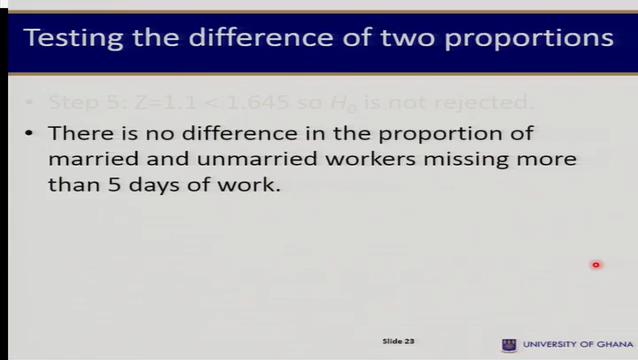 Testing the difference of two proportions
• Step 5: Z=1.1 < 1.645 so H₀ is not rejected.
• There is no difference in the proportion of
married and unmarried workers missing more
than 5 days of work.
Slide 23
UNIVERSITY OF GHANA